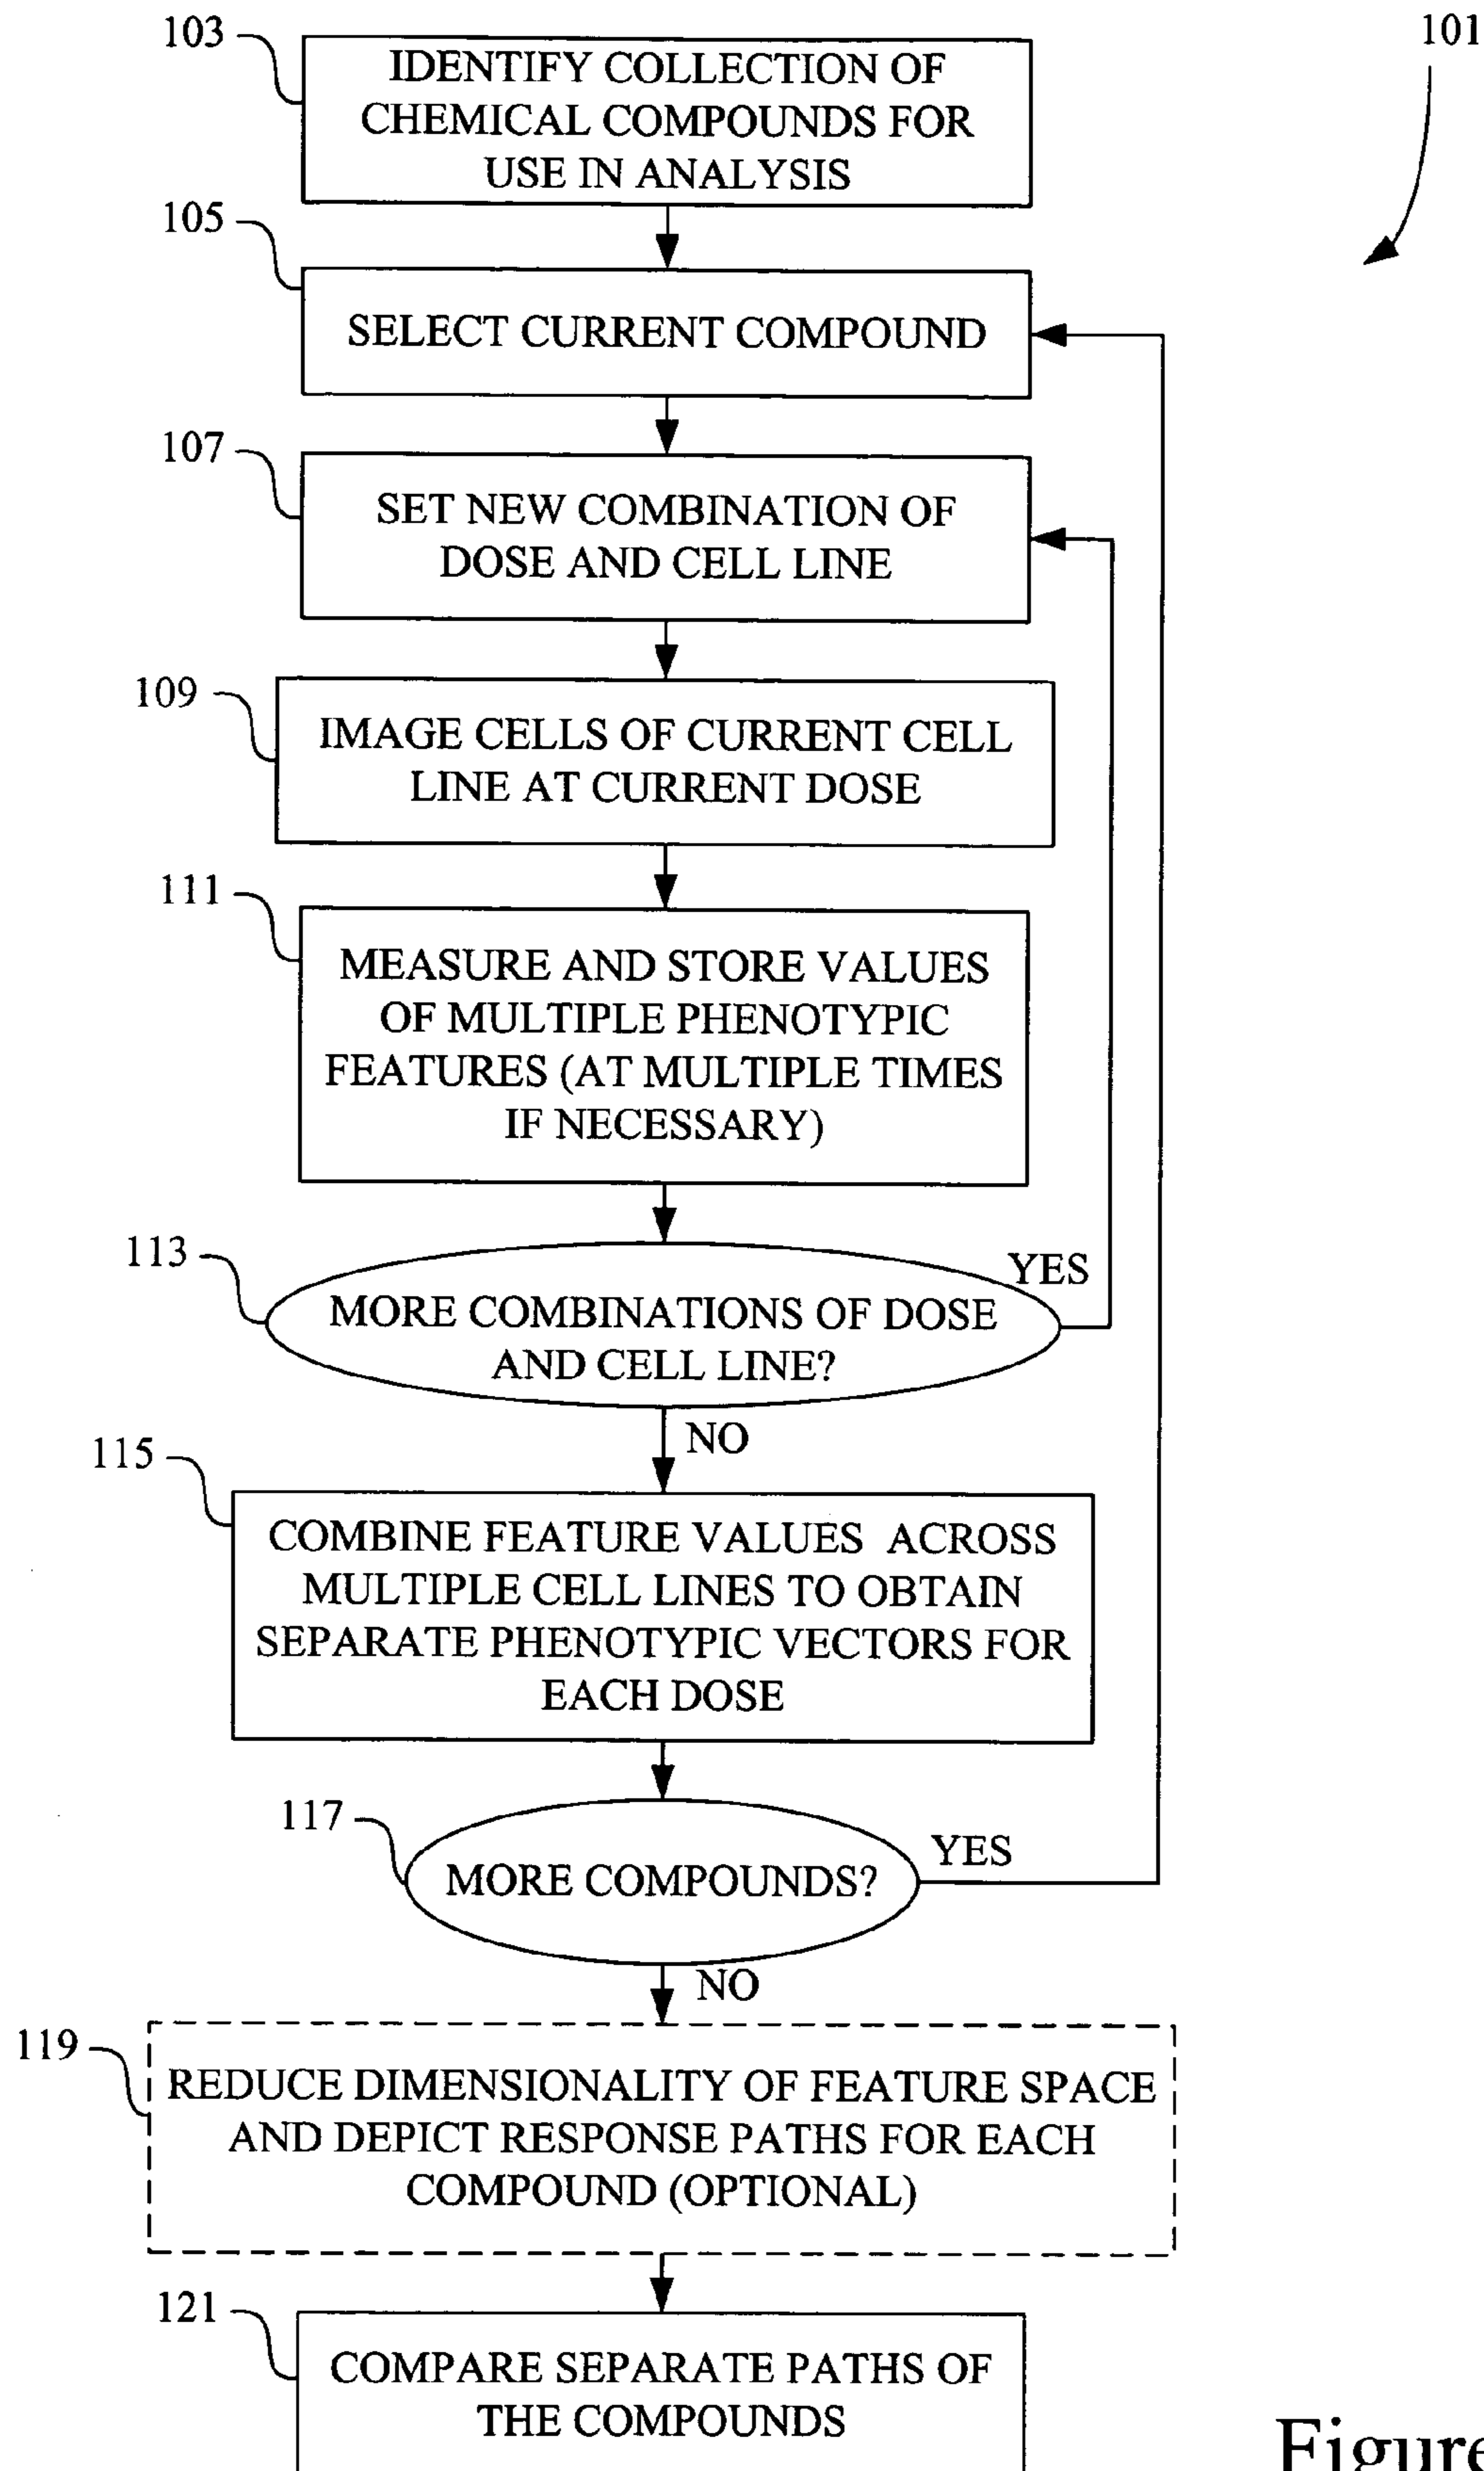 101
103
IDENTIFY COLLECTION OF
CHEMICAL COMPOUNDS FOR
USE IN ANALYSIS
105
SELECT CURRENT COMPOUND
107
SET NEW COMBINATION OF
DOSE AND CELL LINE
109
IMAGE CELLS OF CURRENT CELL
LINE AT CURRENT DOSE
111
MEASURE AND STORE VALUES
OF MULTIPLE PHENOTYPIC
FEATURES (AT MULTIPLE TIMES
IF NECESSARY)
113
YES
MORE COMBINATIONS OF DOSE
AND CELL LINE?
NO
115
COMBINE FEATURE VALUES ACROSS
MULTIPLE CELL LINES TO OBTAIN
SEPARATE PHENOTYPIC VECTORS FOR
EACH DOSE
117
YES
MORE COMPOUNDS?
NO
119
REDUCE DIMENSIONALITY OF FEATURE SPACE
AND DEPICT RESPONSE PATHS FOR EACH
COMPOUND (OPTIONAL)
121
COMPARE SEPARATE PATHS OF
THE COMPOUNDS
Figure